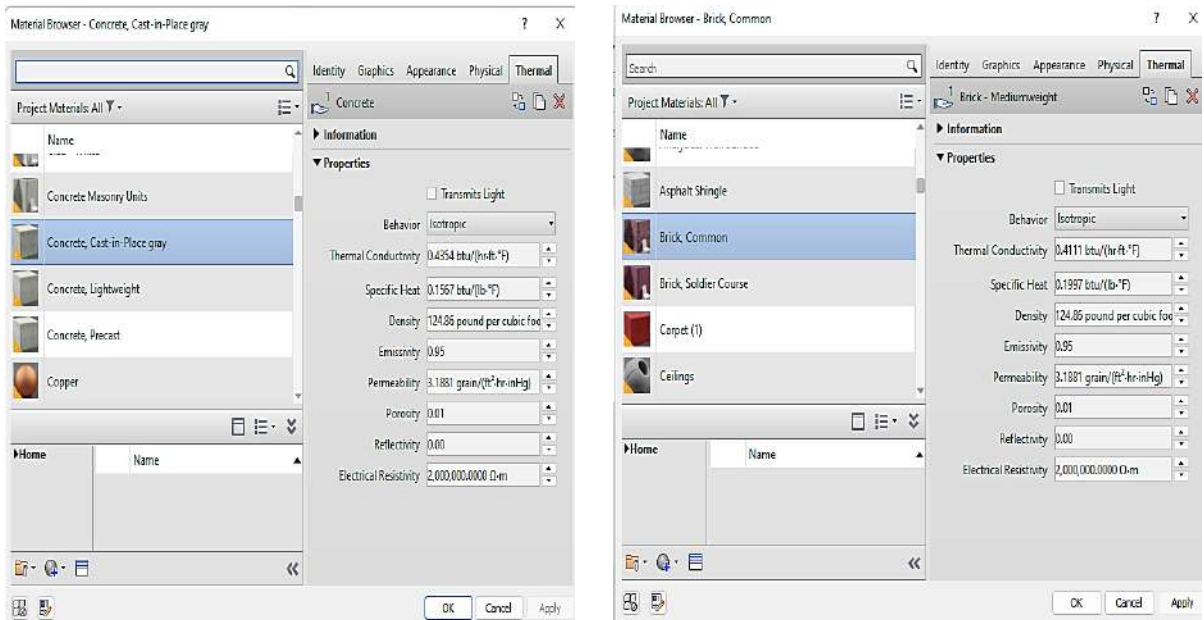 Material Browser - Concrete, Cast-in-Place gray
? X
Identity Graphics Appearance Physical Thermal
Project Materials: All
1 Concrete
Name
Information
Properties
Concrete Masonry Units
Transmits Light
Behavior Isotropic
Concrete, Cast-in-Place gray
Thermal Conductivity 0.4354 btu/(hr·ft·°F)
Concrete, Lightweight
Specific Heat 0.1567 btu/(lb·°F)
Density 124.86 pound per cubic foo
Concrete, Precast
Emissivity 0.95
Copper
Permeability 3.1881 grain/(ft²·hr·inHg)
Porosity 0.01
Reflectivity 0.00
Home
Name
Electrical Resistivity 2,000,000.0000 Ω·m
OK Cancel Apply
Material Browser - Brick, Common
? X
Search
Identity Graphics Appearance Physical Thermal
Project Materials: All
1 Brick - Mediumweight
Name
Information
Properties
Asphalt Shingle
Transmits Light
Behavior Isotropic
Brick, Common
Thermal Conductivity 0.4111 btu/(hr·ft·°F)
Brick, Soldier Course
Specific Heat 0.1997 btu/(lb·°F)
Density 124.86 pound per cubic foo
Carpet (1)
Emissivity 0.95
Ceilings
Permeability 3.1881 grain/(ft²·hr·inHg)
Porosity 0.01
Reflectivity 0.00
Home
Name
Electrical Resistivity 2,000,000.0000 Ω·m
OK Cancel Apply